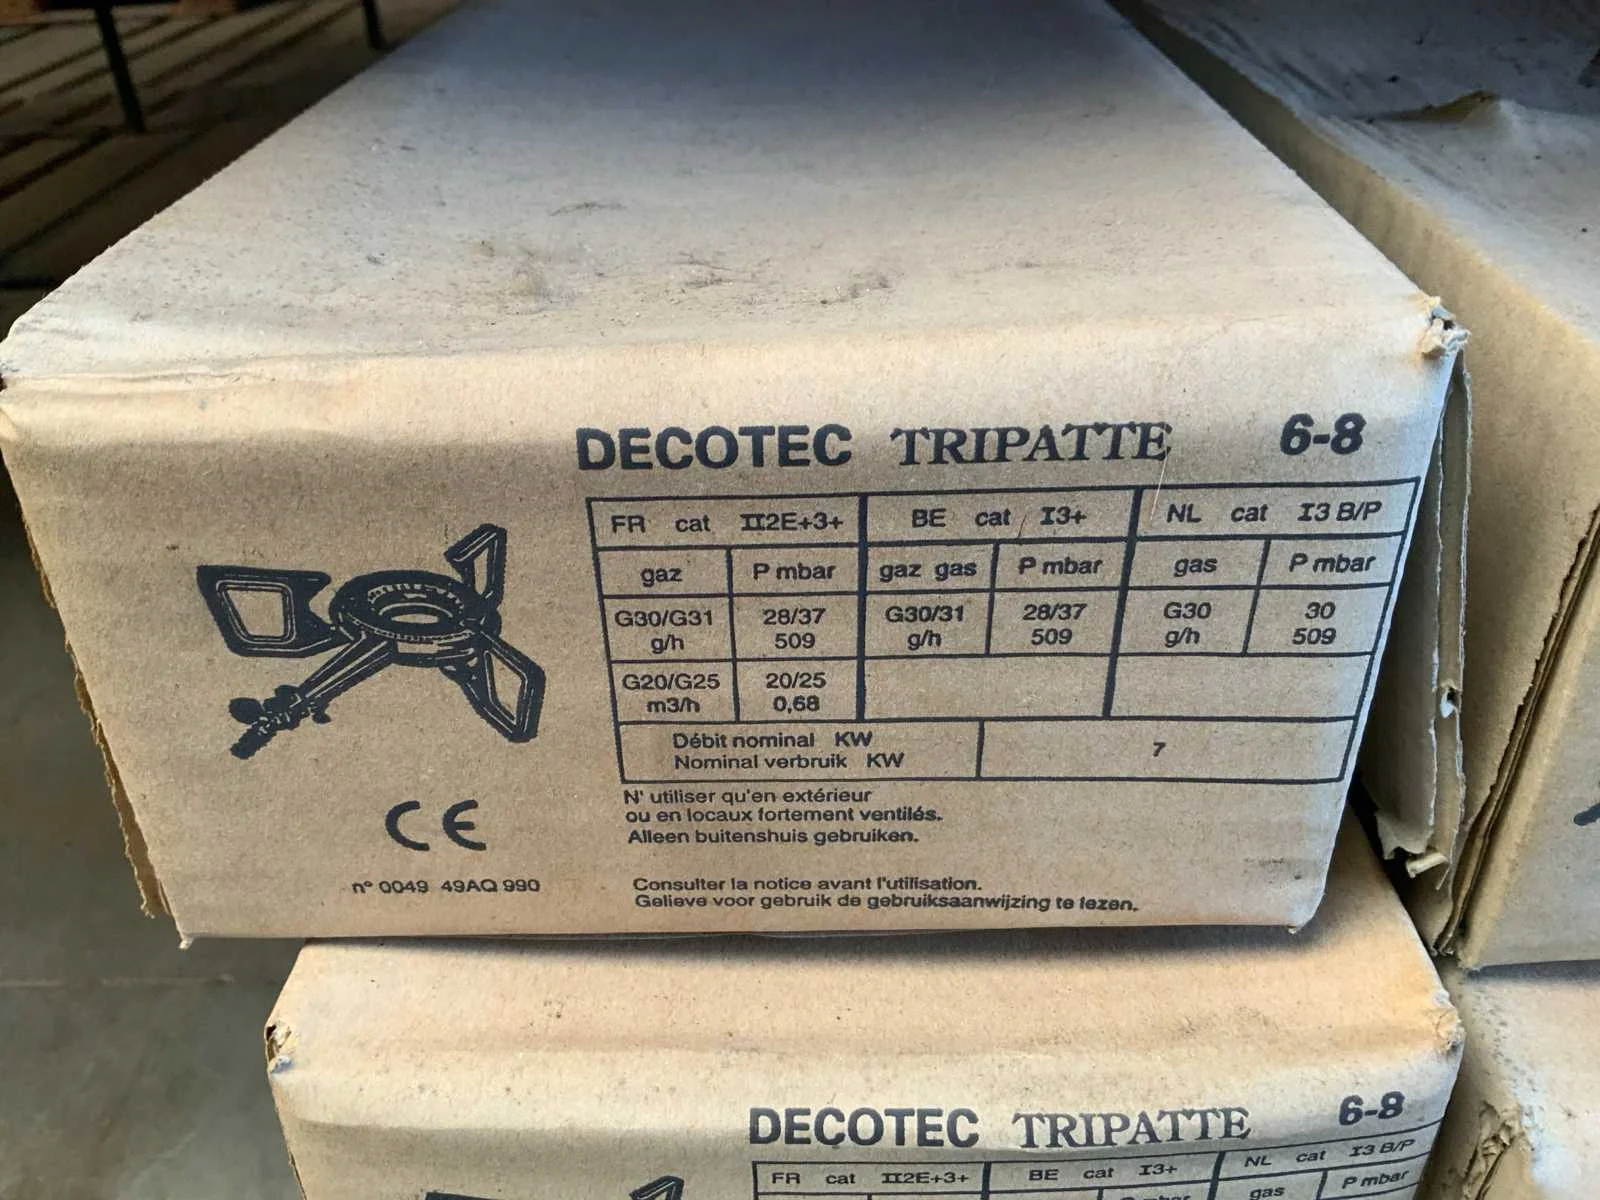 DECOTEC TRIPATTE 6-8
FR cat II2E+3+ BE cat I3+ NL cat I3 B/P
gaz P mbar gaz gas P mbar gas P mbar
G30/G31 28/37 G30/31 28/37 G30 30
g/h 509 g/h 509 g/h 509
G20/G25 20/25
m3/h 0,68
Débit nominal KW 7
Nominal verbruik KW
N' utiliser qu'en extérieur
ou en locaux fortement ventilés.
Alleen buitenshuis gebruiken.
CE
n° 0049 49AQ 990
Consulter la notice avant l'utilisation.
Gelieve voor gebruik de gebruiksaanwijzing te lezen.
DECOTEC TRIPATTE 6-8
FR cat II2E+3+ BE cat I3+ NL cat I3 B/P
gas P mbar